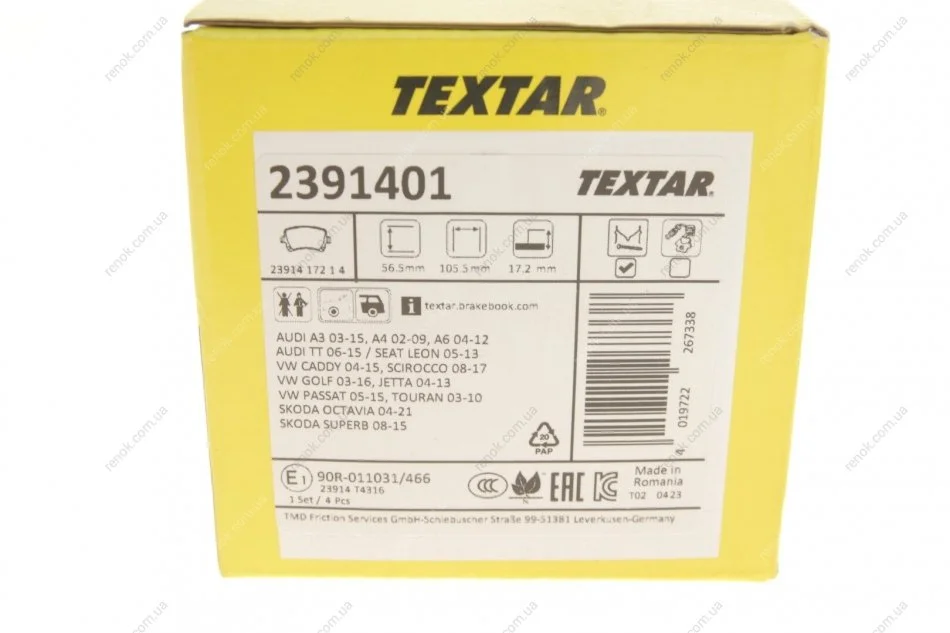 TEXTAR®
2391401
TEXTAR®
23914 172 1 4
56.5mm
105.5mm
17.2 mm
i textar.brakebook.com
AUDI A3 03-15, A4 02-09, A6 04-12
AUDI TT 06-15 / SEAT LEON 05-13
VW CADDY 04-15, SCIROCCO 08-17
VW GOLF 03-16, JETTA 04-13
VW PASSAT 05-15, TOURAN 03-10
SKODA OCTAVIA 04-21
SKODA SUPERB 08-15
20
PAP
4 019722 267338
E1 90R-011031/466
23914 T4316
1 Set / 4 Pcs
CCC
EAC
KC
Made in
Romania
T02 0423
TMD Friction Services GmbH-Schlebuscher Straße 99-51381 Leverkusen-Germany
renok.com.ua